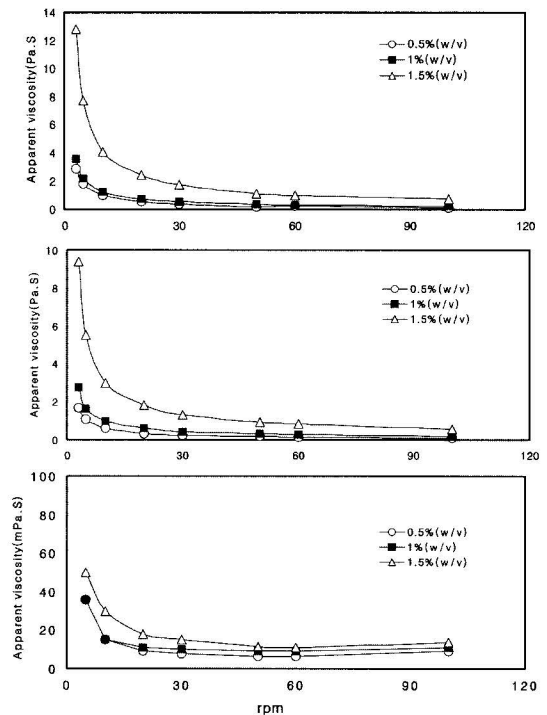 Apparent viscosity(Pa.S
14
12
10
8
6
4
2
0
0.5%(w/v)
1%(w/v)
1.5%(w/v)
0
30
60
90
120
Apparent viscosity(Pa.S)
10
8
6
4
2
0
0.5%(w/v)
1%(w/v)
1.5%(w/v)
0
30
60
90
120
Apparent viscosity(mPa.S)
100
80
60
40
20
0
0.5%(w/v)
1%(w/v)
1.5%(w/v)
0
30
60
90
120
rpm